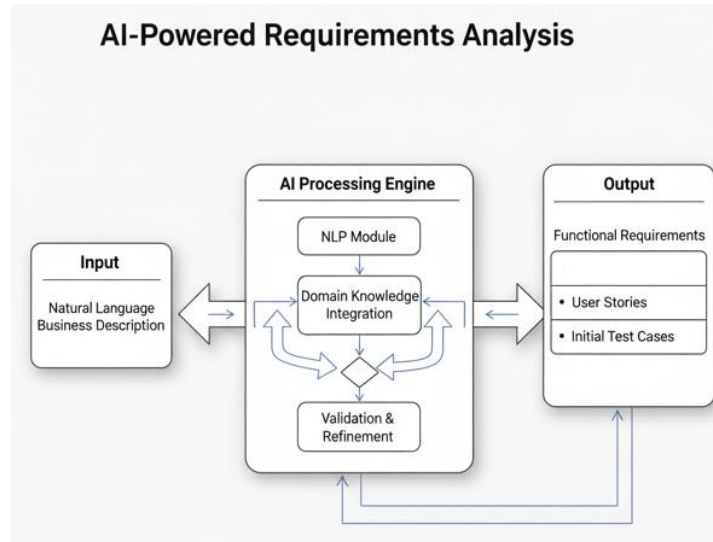 AI-Powered Requirements Analysis
Input
Natural Language
Business Description
AI Processing Engine
NLP Module
Domain Knowledge
Integration
Validation &
Refinement
Output
Functional Requirements
• User Stories
• Initial Test Cases